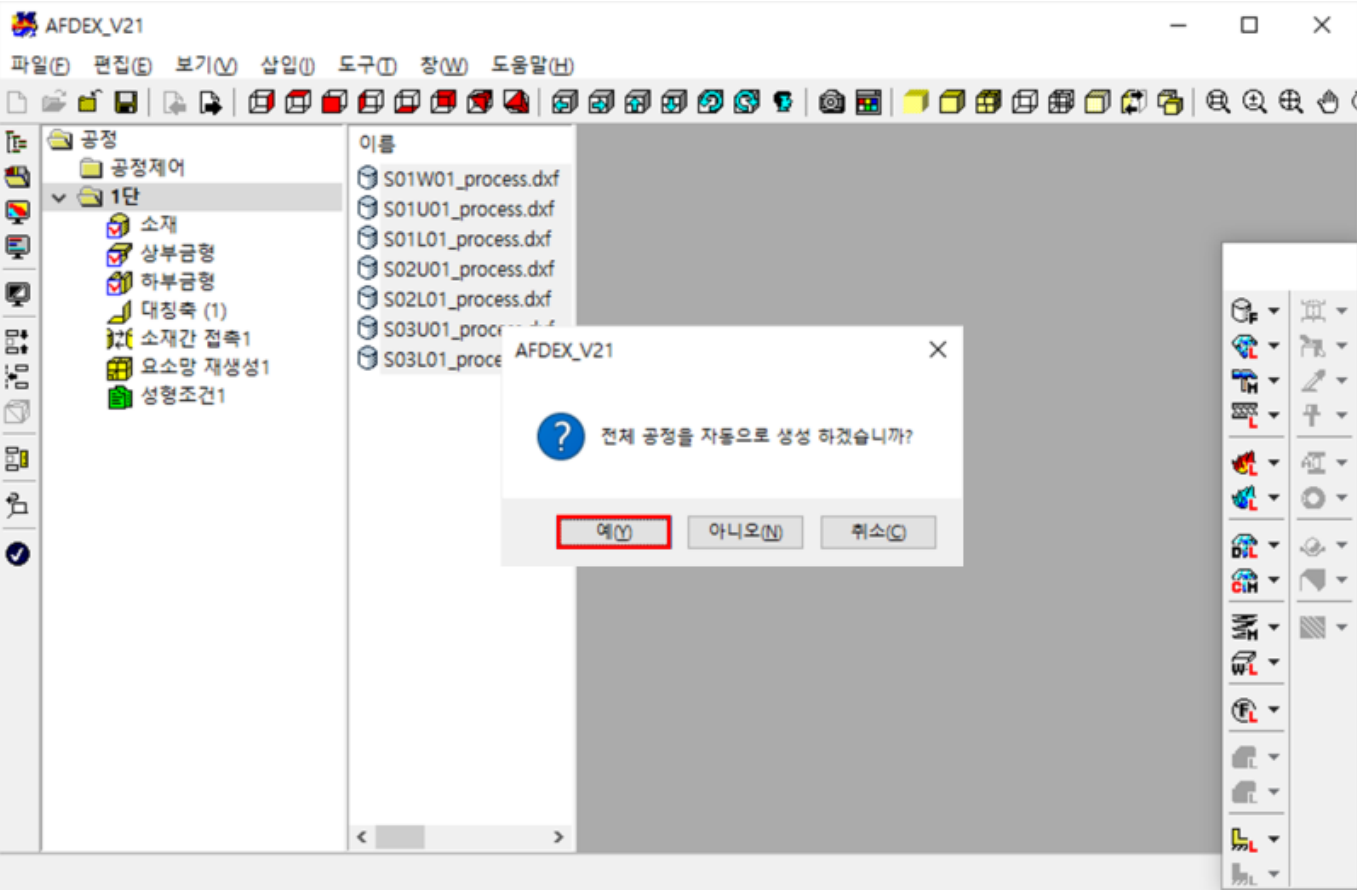 AFDEX_V21
파일(F) 편집(E) 보기(V) 삽입(I) 도구(T) 창(W) 도움말(H)
공정
공정제어
1단
소재
상부금형
하부금형
대칭축 (1)
소재간 접촉1
요소망 재생성1
성형조건1
이름
S01W01_process.dxf
S01U01_process.dxf
S01L01_process.dxf
S02U01_process.dxf
S02L01_process.dxf
S03U01_process.dxf
S03L01_proce
AFDEX_V21
전체 공정을 자동으로 생성 하겠습니까?
예(Y) 아니오(N) 취소(C)